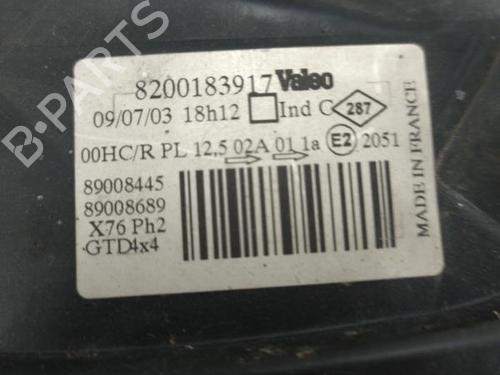 8200183917 Valeo
09/07/03 18h12 Ind C 287
00HC/R PL 12,5 02A 01 1a E2 2051
89008445
89008689
X76 Ph2
GTD4x4
MADE IN FRANCE
B-PARTS